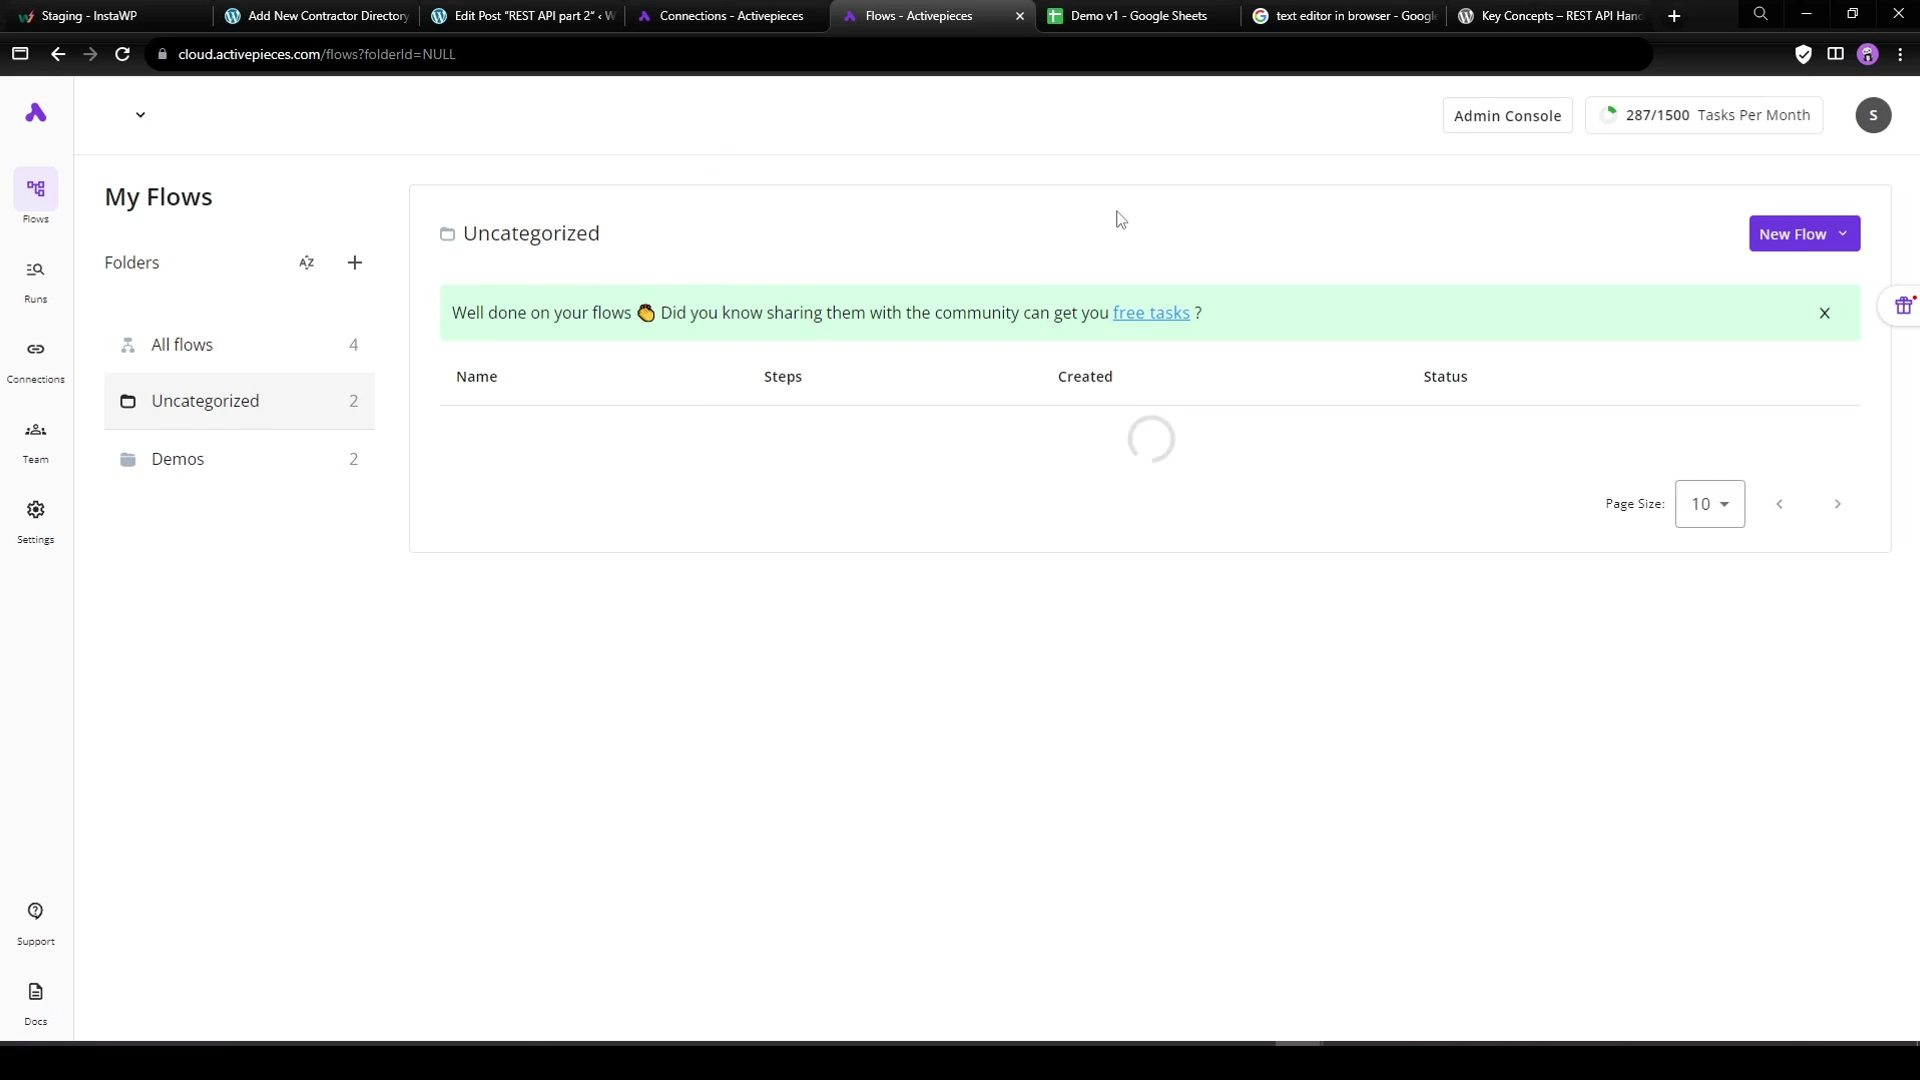 Staging - InstaWP
Add New Contractor Directory
Edit Post “REST API part 2” ‹ W
Connections - Activepieces
Flows - Activepieces
Demo v1 - Google Sheets
text editor in browser - Googl
Key Concepts – REST API Hand
cloud.activepieces.com/flows?folderId=NULL
Admin Console
287/1500 Tasks Per Month
S
Flows
Runs
Connections
Team
Settings
Support
Docs
My Flows
Folders
AZ
All flows 4
Uncategorized 2
Demos 2
Uncategorized
New Flow
Well done on your flows 👏 Did you know sharing them with the community can get you free tasks ?
Name Steps Created Status
Page Size: 10